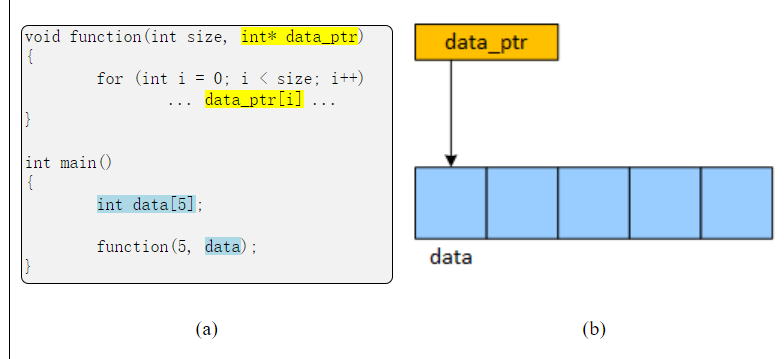 void function(int size, int* data_ptr)
{
for (int i = 0; i < size; i++)
... data_ptr[i] ...
}
int main()
{
int data[5];
function(5, data);
}
(a)
data_ptr
data
(b)